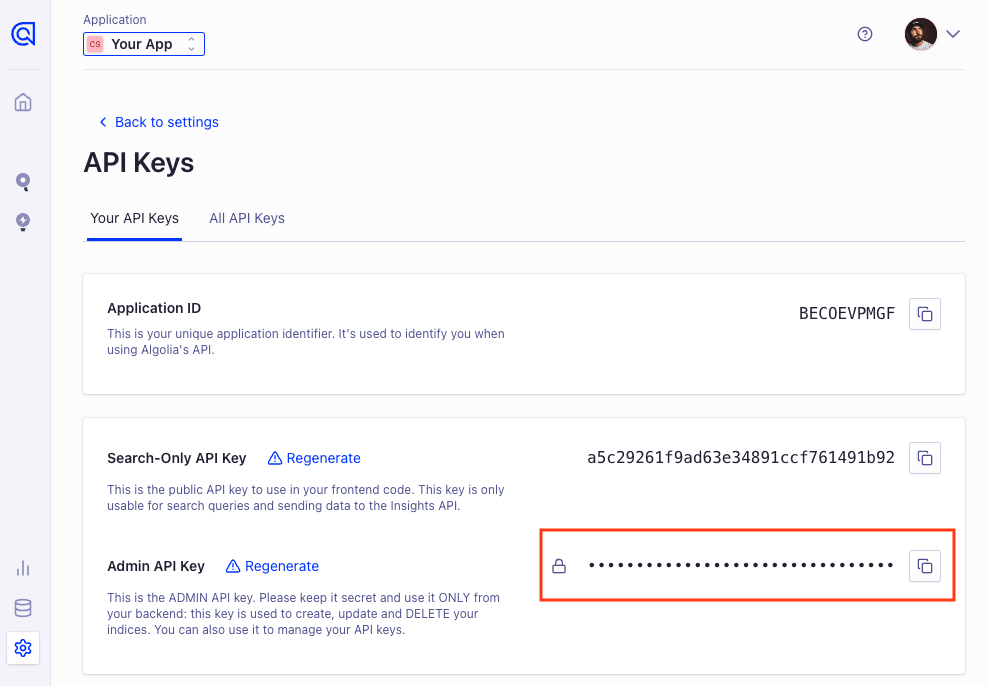 Application
CS Your App
Back to settings
API Keys
Your API Keys All API Keys
Application ID
This is your unique application identifier. It's used to identify you when
using Algolia's API.
BECOEVPMGF
Search-Only API Key Regenerate
This is the public API key to use in your frontend code. This key is only
usable for search queries and sending data to the Insights API.
a5c29261f9ad63e34891ccf761491b92
Admin API Key Regenerate
This is the ADMIN API key. Please keep it secret and use it ONLY from
your backend: this key is used to create, update and DELETE your
indices. You can also use it to manage your API keys.
••••••••••••••••••••••••••••••••